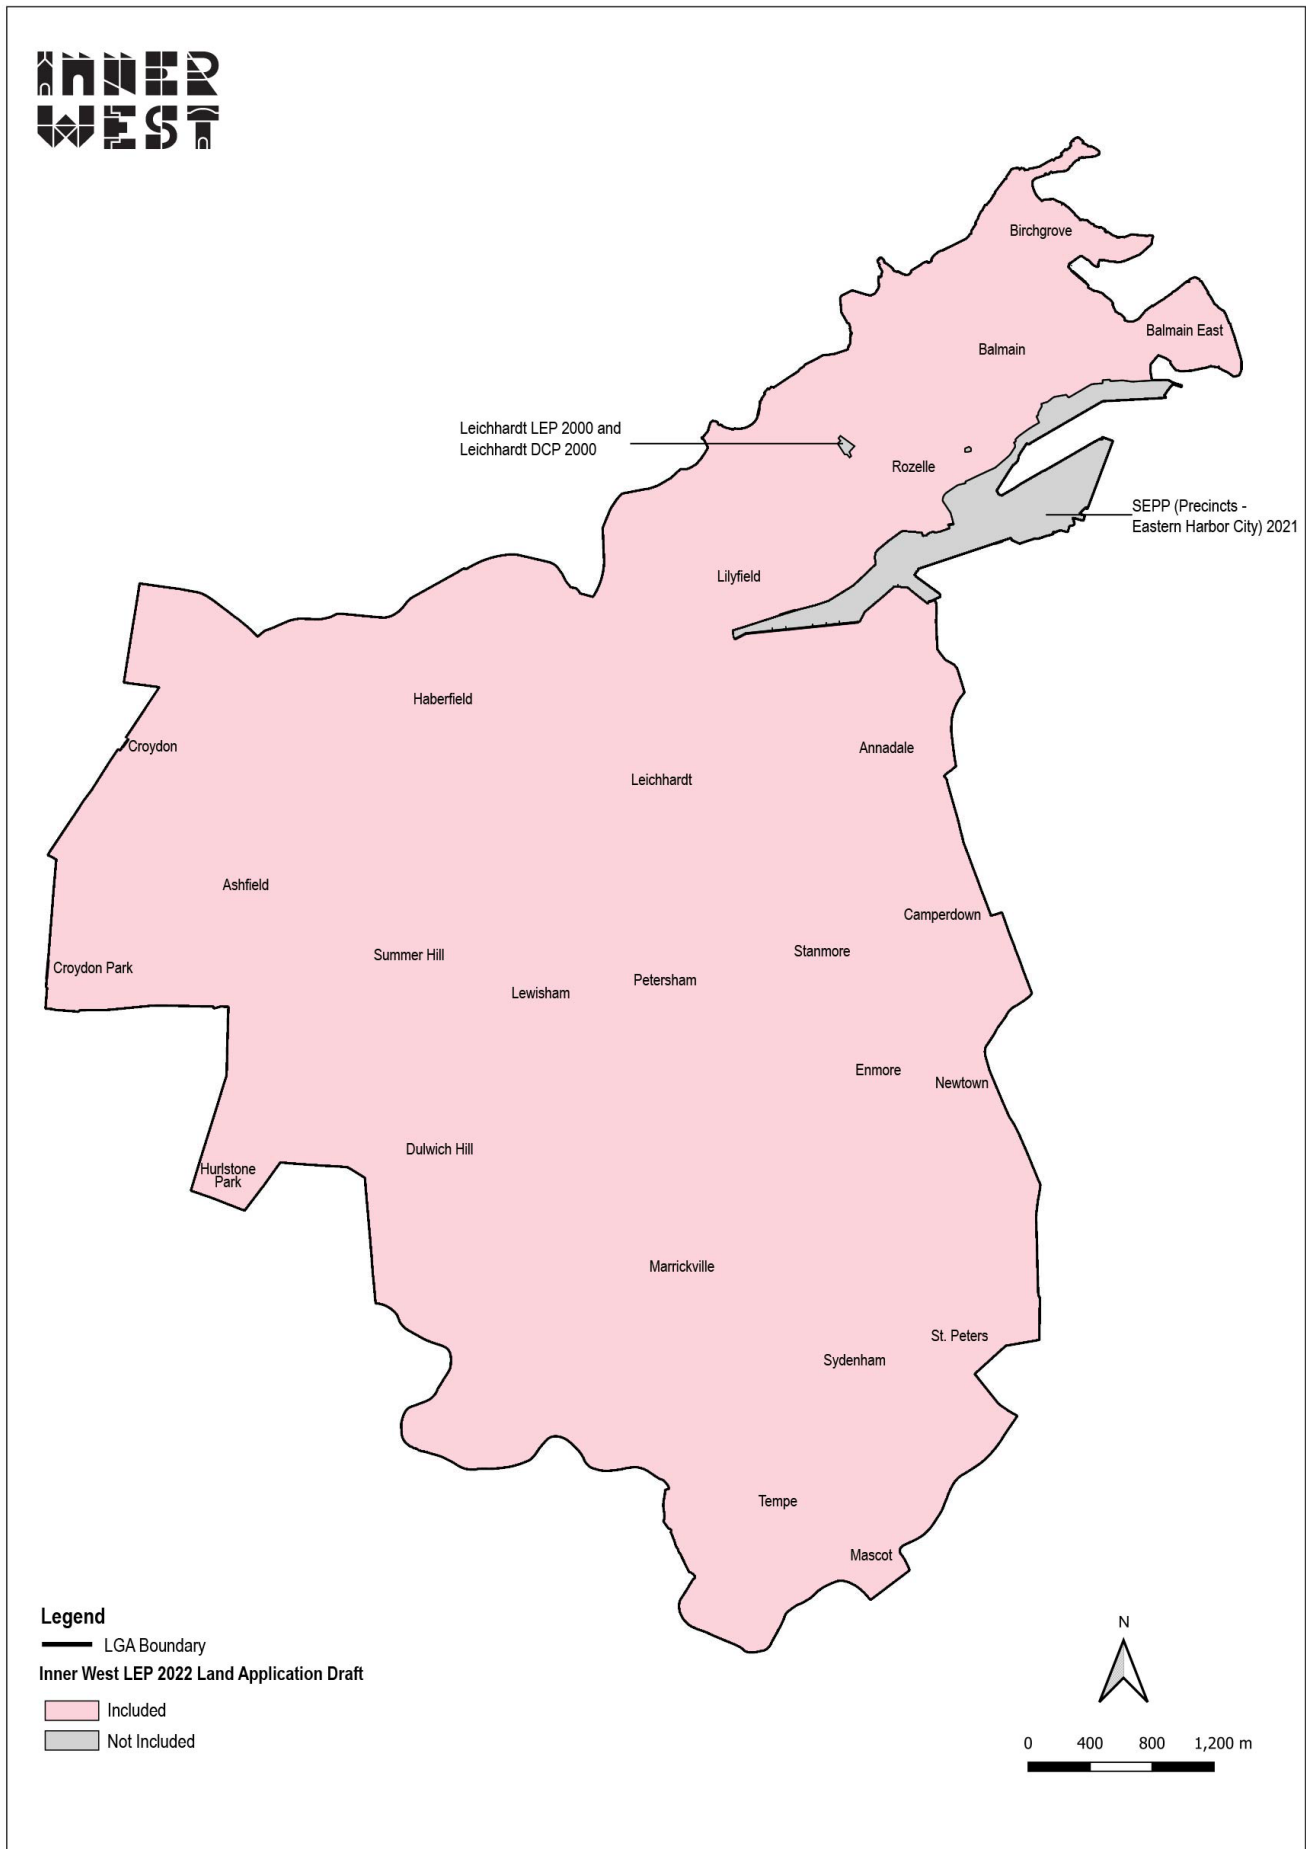 INNER
WEST
Birchgrove
Balmain East
Balmain
Leichhardt LEP 2000 and
Leichhardt DCP 2000
Rozelle
SEPP (Precincts -
Eastern Harbor City) 2021
Lilyfield
Haberfield
Croydon
Annadale
Leichhardt
Ashfield
Camperdown
Stanmore
Summer Hill
Croydon Park
Petersham
Lewisham
Enmore
Newtown
Dulwich Hill
Hurlstone
Park
Marrickville
St. Peters
Sydenham
Tempe
Mascot
Legend
LGA Boundary
Inner West LEP 2022 Land Application Draft
Included
Not Included
N
0 400 800 1,200 m